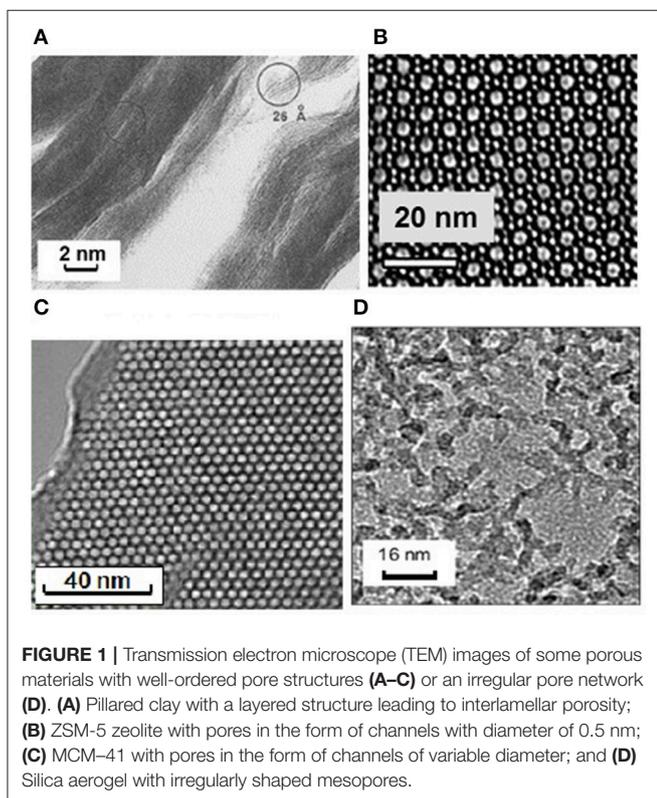 A
B
26 Å
2 nm
20 nm
C
D
40 nm
16 nm
FIGURE 1 | Transmission electron microscope (TEM) images of some porous
materials with well-ordered pore structures (A–C) or an irregular pore network
(D). (A) Pillared clay with a layered structure leading to interlamellar porosity;
(B) ZSM-5 zeolite with pores in the form of channels with diameter of 0.5 nm;
(C) MCM–41 with pores in the form of channels of variable diameter; and (D)
Silica aerogel with irregularly shaped mesopores.